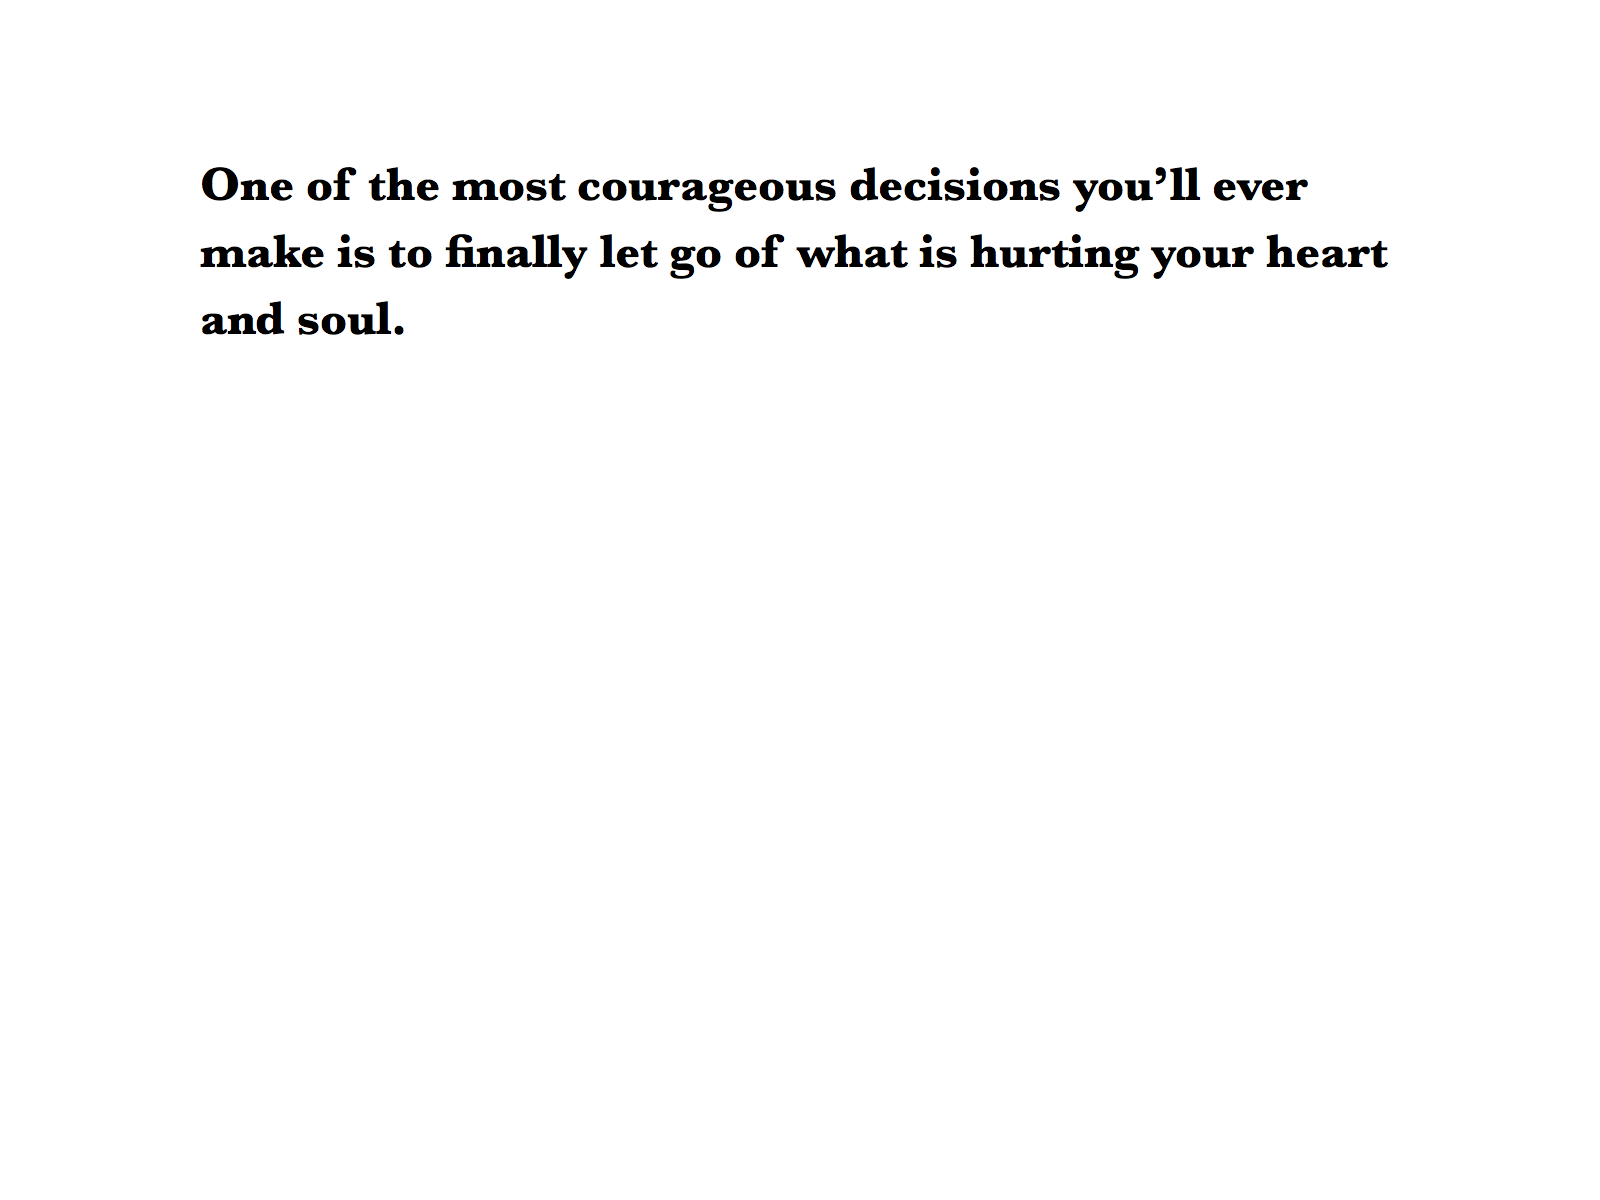 One of the most courageous decisions you’ll ever
make is to finally let go of what is hurting your heart
and soul.